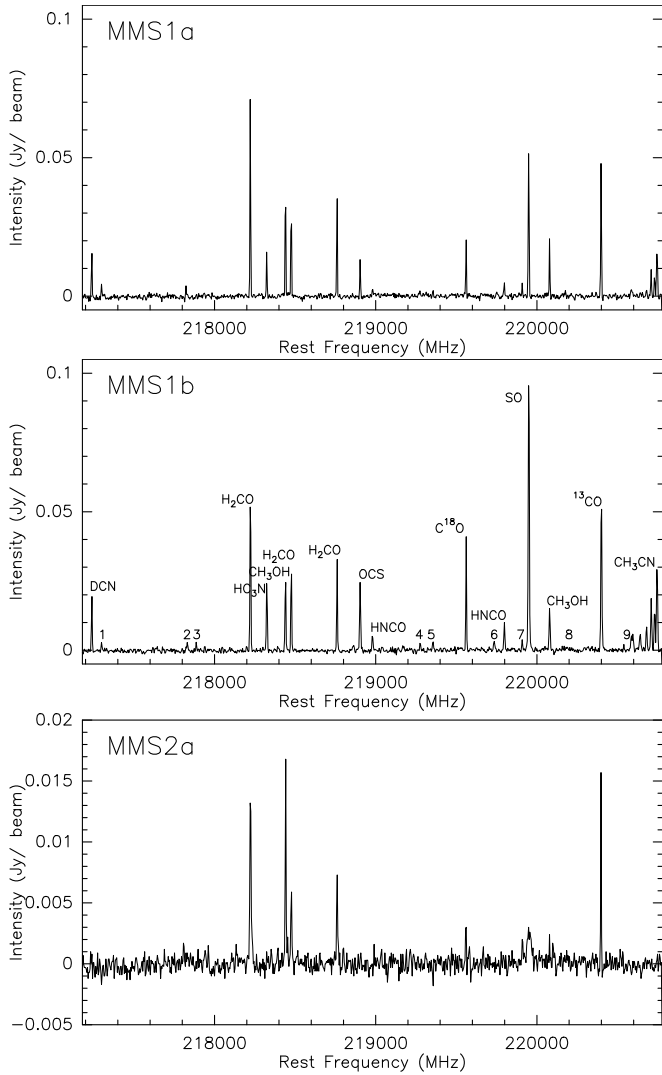 MMS1a
0.1
0.05
0
Intensity (Jy/ beam)
218000 219000 220000
Rest Frequency (MHz)
MMS1b
0.1
0.05
0
Intensity (Jy/ beam)
DCN
1
2 3
H₂CO
HC₃N
CH₃OH
H₂CO
H₂CO
OCS
HNCO
4 5
C¹⁸O
HNCO
6
SO
7
CH₃OH
8
¹³CO
9
CH₃CN
218000 219000 220000
Rest Frequency (MHz)
MMS2a
0.02
0.015
0.01
0.005
0
−0.005
Intensity (Jy/ beam)
218000 219000 220000
Rest Frequency (MHz)